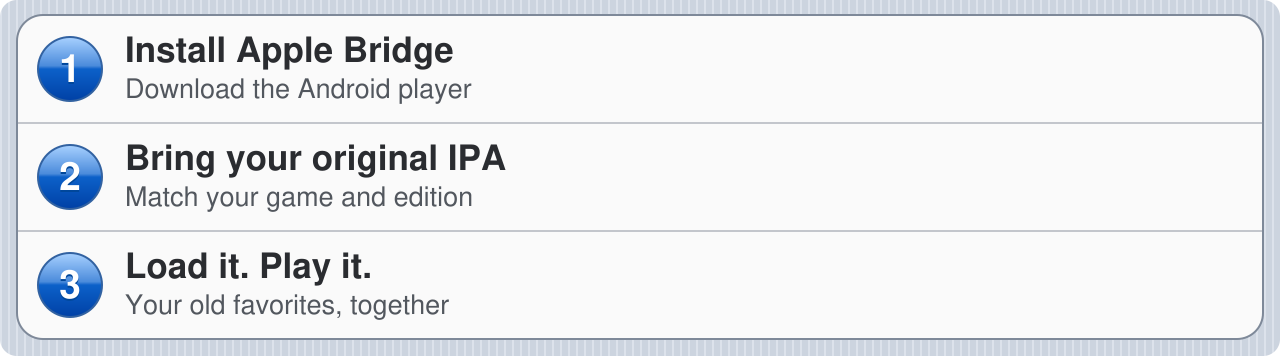 1
Install Apple Bridge
Download the Android player
2
Bring your original IPA
Match your game and edition
3
Load it. Play it.
Your old favorites, together